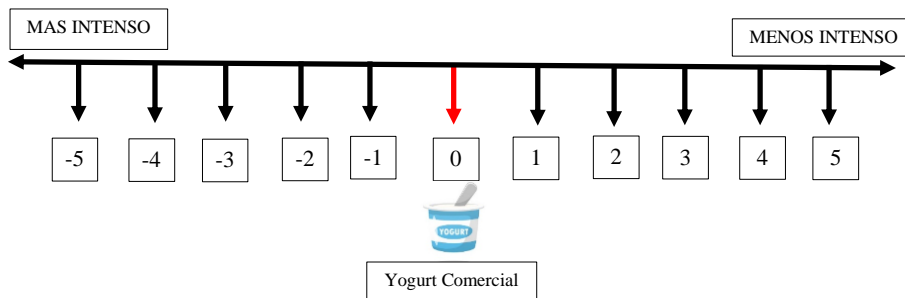 MAS INTENSO
MENOS INTENSO
-5 -4 -3 -2 -1 0 1 2 3 4 5
YOGURT
Yogurt Comercial